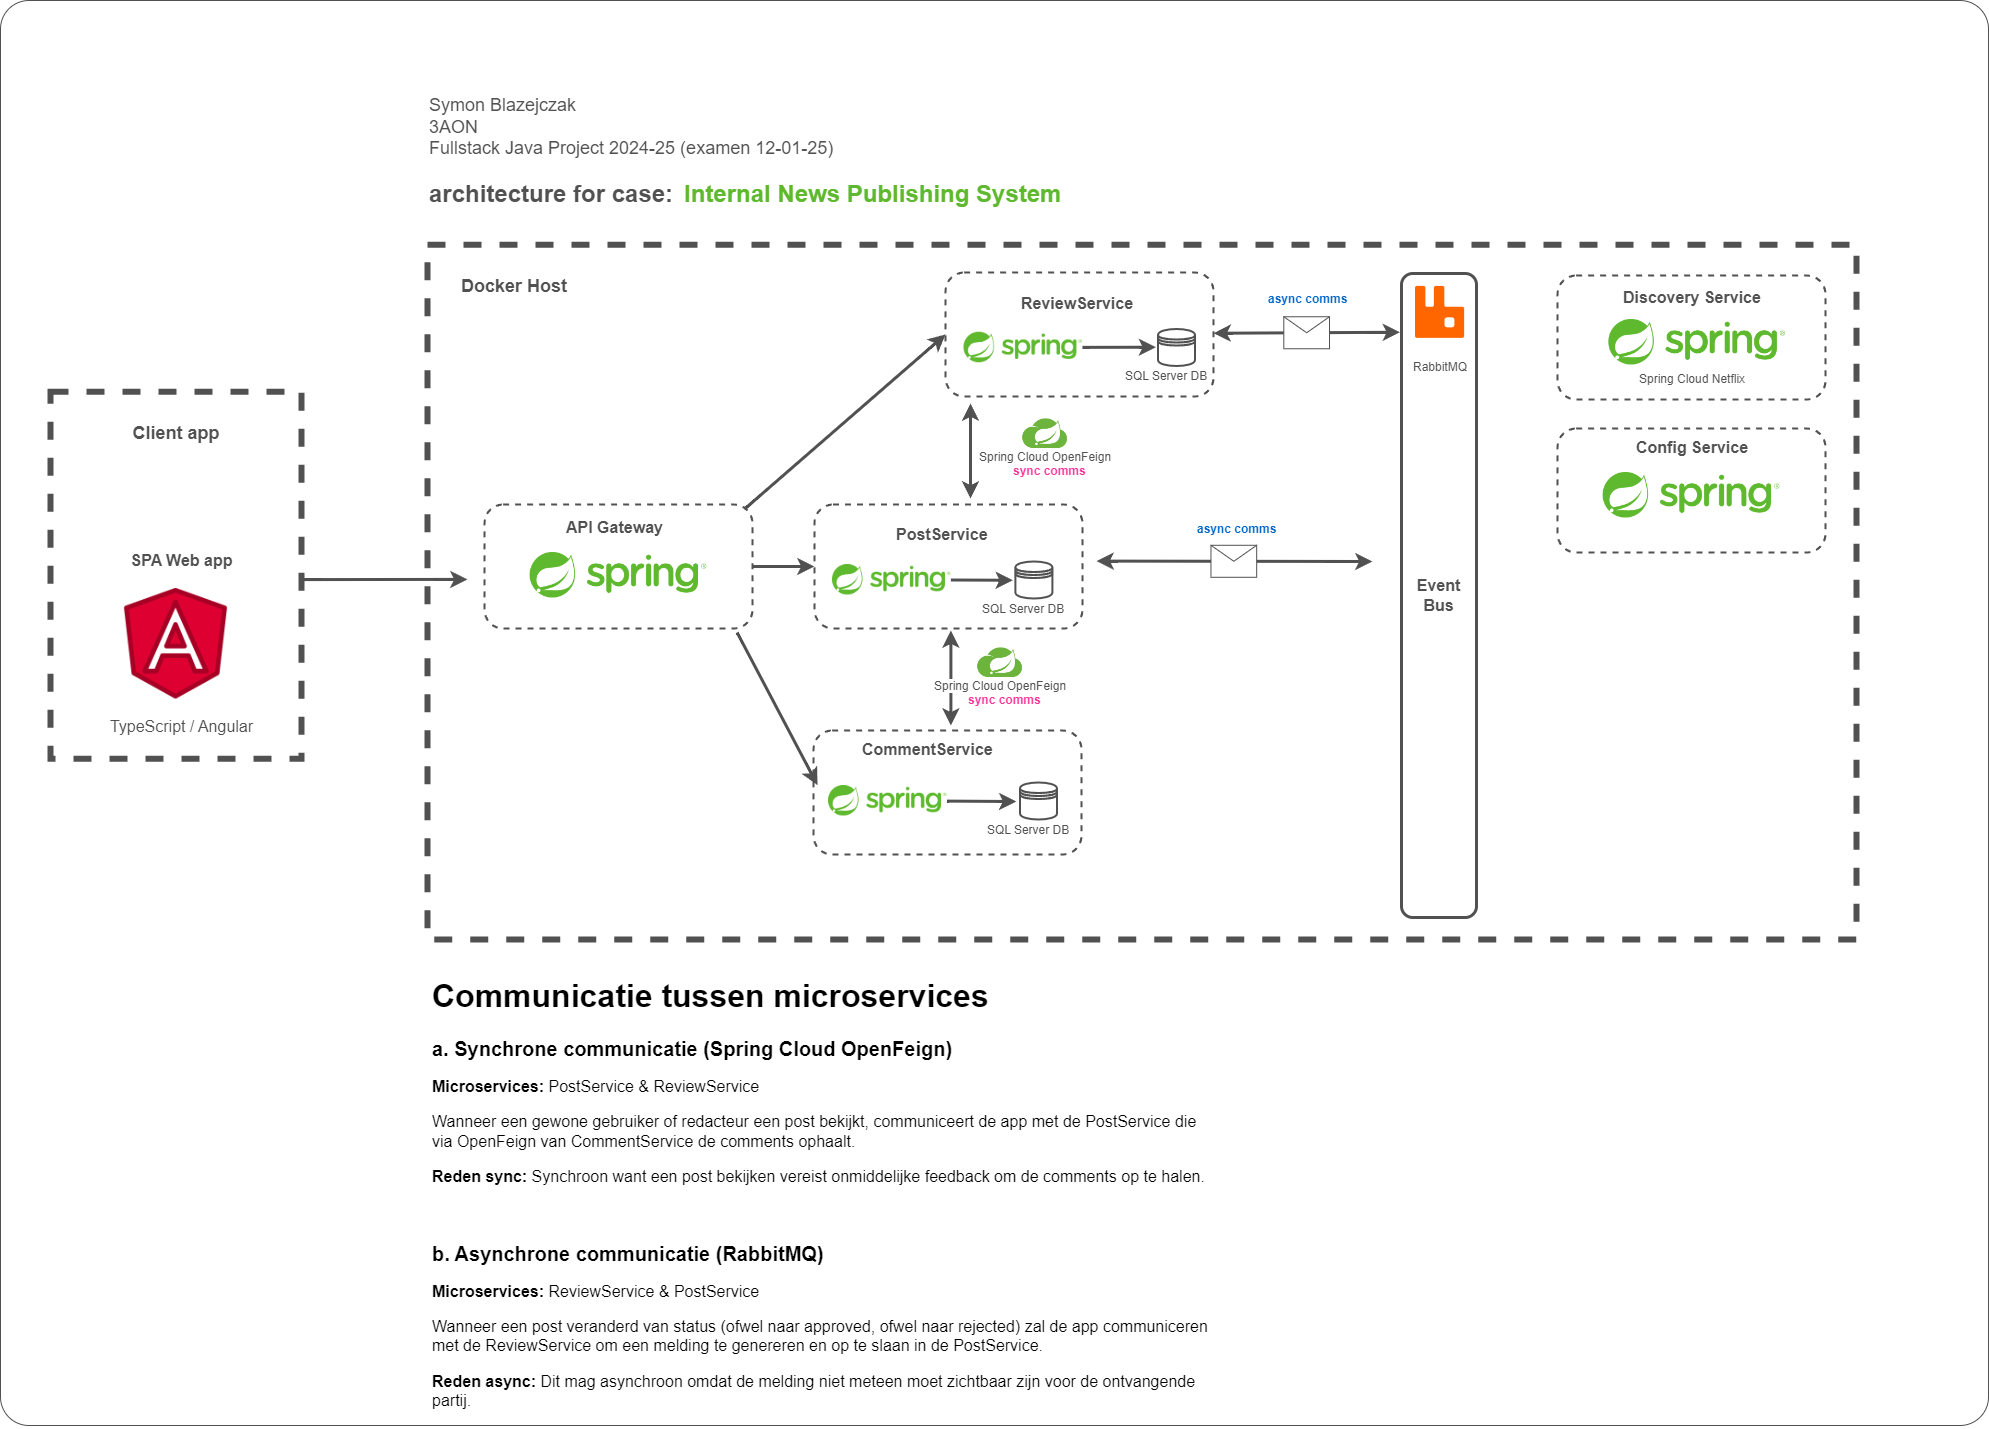 Symon Blazejczak
3AON
Fullstack Java Project 2024-25 (examen 12-01-25)
architecture for case: Internal News Publishing System
Docker Host
Client app
SPA Web app
TypeScript / Angular
API Gateway
spring
ReviewService
spring
SQL Server DB
Spring Cloud OpenFeign
sync comms
PostService
spring
SQL Server DB
Spring Cloud OpenFeign
sync comms
CommentService
spring
SQL Server DB
async comms
async comms
RabbitMQ
Event
Bus
Discovery Service
spring
Spring Cloud Netflix
Config Service
spring
Communicatie tussen microservices
a. Synchrone communicatie (Spring Cloud OpenFeign)
Microservices: PostService & ReviewService
Wanneer een gewone gebruiker of redacteur een post bekijkt, communiceert de app met de PostService die
via OpenFeign van CommentService de comments ophaalt.
Reden sync: Synchroon want een post bekijken vereist onmiddelijke feedback om de comments op te halen.
b. Asynchrone communicatie (RabbitMQ)
Microservices: ReviewService & PostService
Wanneer een post veranderd van status (ofwel naar approved, ofwel naar rejected) zal de app communiceren
met de ReviewService om een melding te genereren en op te slaan in de PostService.
Reden async: Dit mag asynchroon omdat de melding niet meteen moet zichtbaar zijn voor de ontvangende
partij.